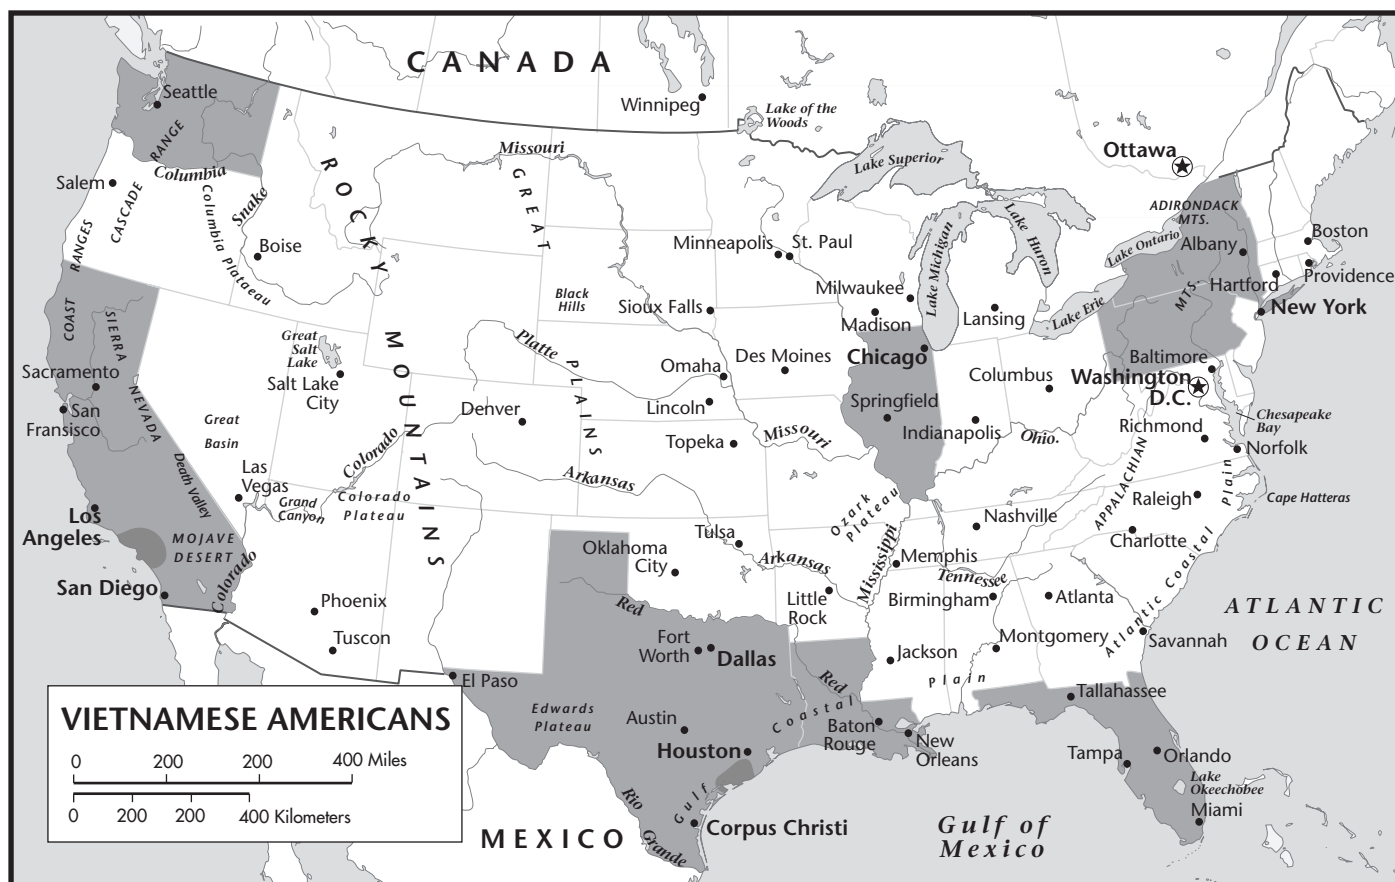 CANADA
Seattle
Winnipeg
Lake of the
Woods
RANGE
Columbia
Missouri
Lake Superior
Ottawa
Salem
CASCADE
RANGES
Columbia Plataeu
Snake
Boise
ROCKY
MOUNTAINS
GREAT
PLAINS
Minneapolis
St. Paul
Lake Michigan
Lake Huron
Lake Ontario
ADIRONDACK
MTS.
Albany
Boston
Providence
Hartford
New York
MTS.
Lake Erie
Milwaukee
Madison
Lansing
Black
Hills
Sioux Falls
COAST
SIERRA
NEVADA
Great
Salt
Lake
Salt Lake
City
Platte
Omaha
Des Moines
Chicago
Columbus
Baltimore
Washington
D.C.
Sacramento
San
Fransisco
Great
Basin
Denver
Lincoln
Topeka
Missouri
Springfield
Indianapolis
Ohio.
Richmond
Chesapeake
Bay
Norfolk
Death Valley
Las
Vegas
Colorado
Grand
Canyon
Colorado
Plateau
Arkansas
Ozark
Plateau
APPALACHIAN
Raleigh
Plain
Cape Hatteras
Los
Angeles
MOJAVE
DESERT
Colorado
San Diego
Phoenix
Tuscon
Oklahoma
City
Tulsa
Arkansas
Mississippi
Nashville
Memphis
Tennessee
Charlotte
Atlantic Coastal
Little
Rock
Birmingham
Atlanta
Montgomery
Savannah
ATLANTIC
OCEAN
Red
Fort
Worth
Dallas
Jackson
Plain
El Paso
Edwards
Plateau
Austin
Houston
Red
Coastal
Gulf
Baton
Rouge
New
Orleans
Tallahassee
Tampa
Orlando
Lake
Okeechobee
Miami
Rio
Grande
Corpus Christi
MEXICO
Gulf of
Mexico
VIETNAMESE AMERICANS
0 200 200 400 Miles
0 200 200 400 Kilometers